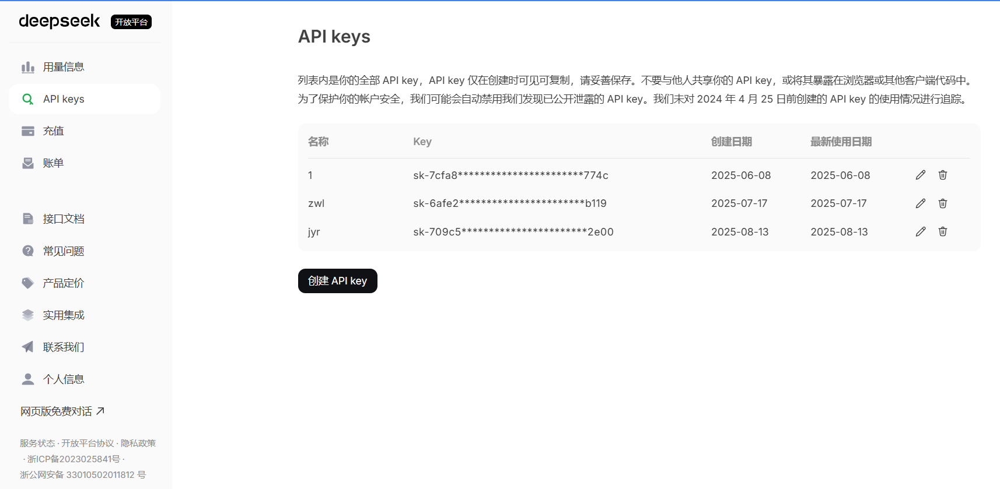 deepseek 开放平台
用量信息
API keys
充值
账单
接口文档
常见问题
产品定价
实用集成
联系我们
个人信息
网页版免费对话
服务状态 · 开放平台协议 · 隐私政策
· 浙ICP备2023025841号 ·
浙公网安备 33010502011812 号
API keys
列表内是你的全部 API key，API key 仅在创建时可见可复制，请妥善保存。不要与他人共享你的 API key，或将其暴露在浏览器或其他客户端代码中。
为了保护你的帐户安全，我们可能会自动禁用我们发现已公开泄露的 API key。我们未对 2024 年 4 月 25 日前创建的 API key 的使用情况进行追踪。
名称 Key 创建日期 最新使用日期
1 sk-7cfa8***********************774c 2025-06-08 2025-06-08
zwl sk-6afe2***********************b119 2025-07-17 2025-07-17
jyr sk-709c5***********************2e00 2025-08-13 2025-08-13
创建 API key